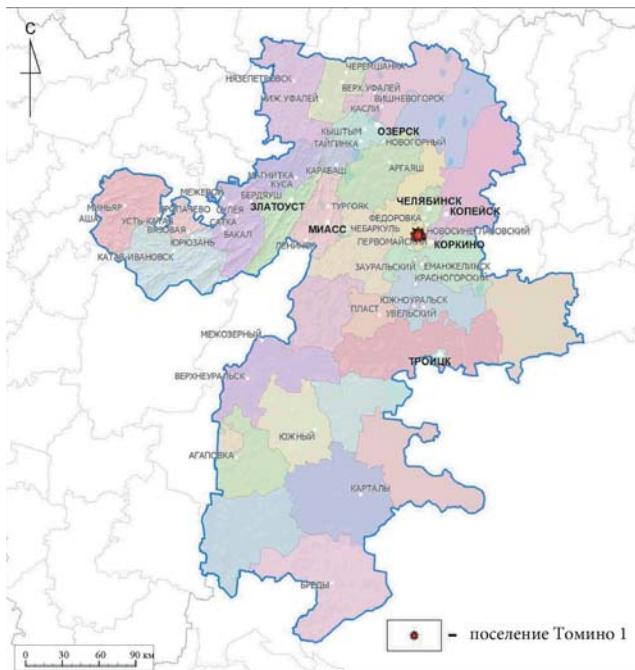 С
ЧЕРЕМШАНКА
НЯЗЕПЕТРОВСК
ВЕРХ.УФАЛЕЙ
НИЖ.УФАЛЕЙ
ВИШНЕВОГОРСК
КАСЛИ
КЫШТЫМ
ОЗЕРСК
НОВОГОРНЫЙ
ТАЙГИНКА
КАРАБАШ
АРГАЯШ
МАГНИТКА
КУСА
МЕЖЕВОЙ
БЕРДЯУШ
ЧЕЛЯБИНСК
МИНЬЯР
СУЛЕЯ
ЗЛАТОУСТ
ТУРГОЯК
КОПЕЙСК
АША
УСТЬ-КАТАВ
САТКА
ФЕДОРОВКА
ВЯЗОВАЯ
БАКАЛ
МИАСС
ЧЕБАРКУЛЬ
НОВОСИНЕГЛАЗОВСКИЙ
ЮРЮЗАНЬ
ПЕРВОМАЙСКИЙ
КОРКИНО
КАТАВ-ИВАНОВСК
ЗАУРАЛЬСКИЙ
ЕМАНЖЕЛИНСК
КРАСНОГОРСКИЙ
ЮЖНОУРАЛЬСК
ПЛАСТ
УВЕЛЬСКИЙ
МЕЖОЗЕРНЫЙ
ТРОИЦК
ВЕРХНЕУРАЛЬСК
ЮЖНЫЙ
АГАПОВКА
КАРТАЛЫ
БРЕДЫ
– поселение Томино 1
0 30 60 90 км